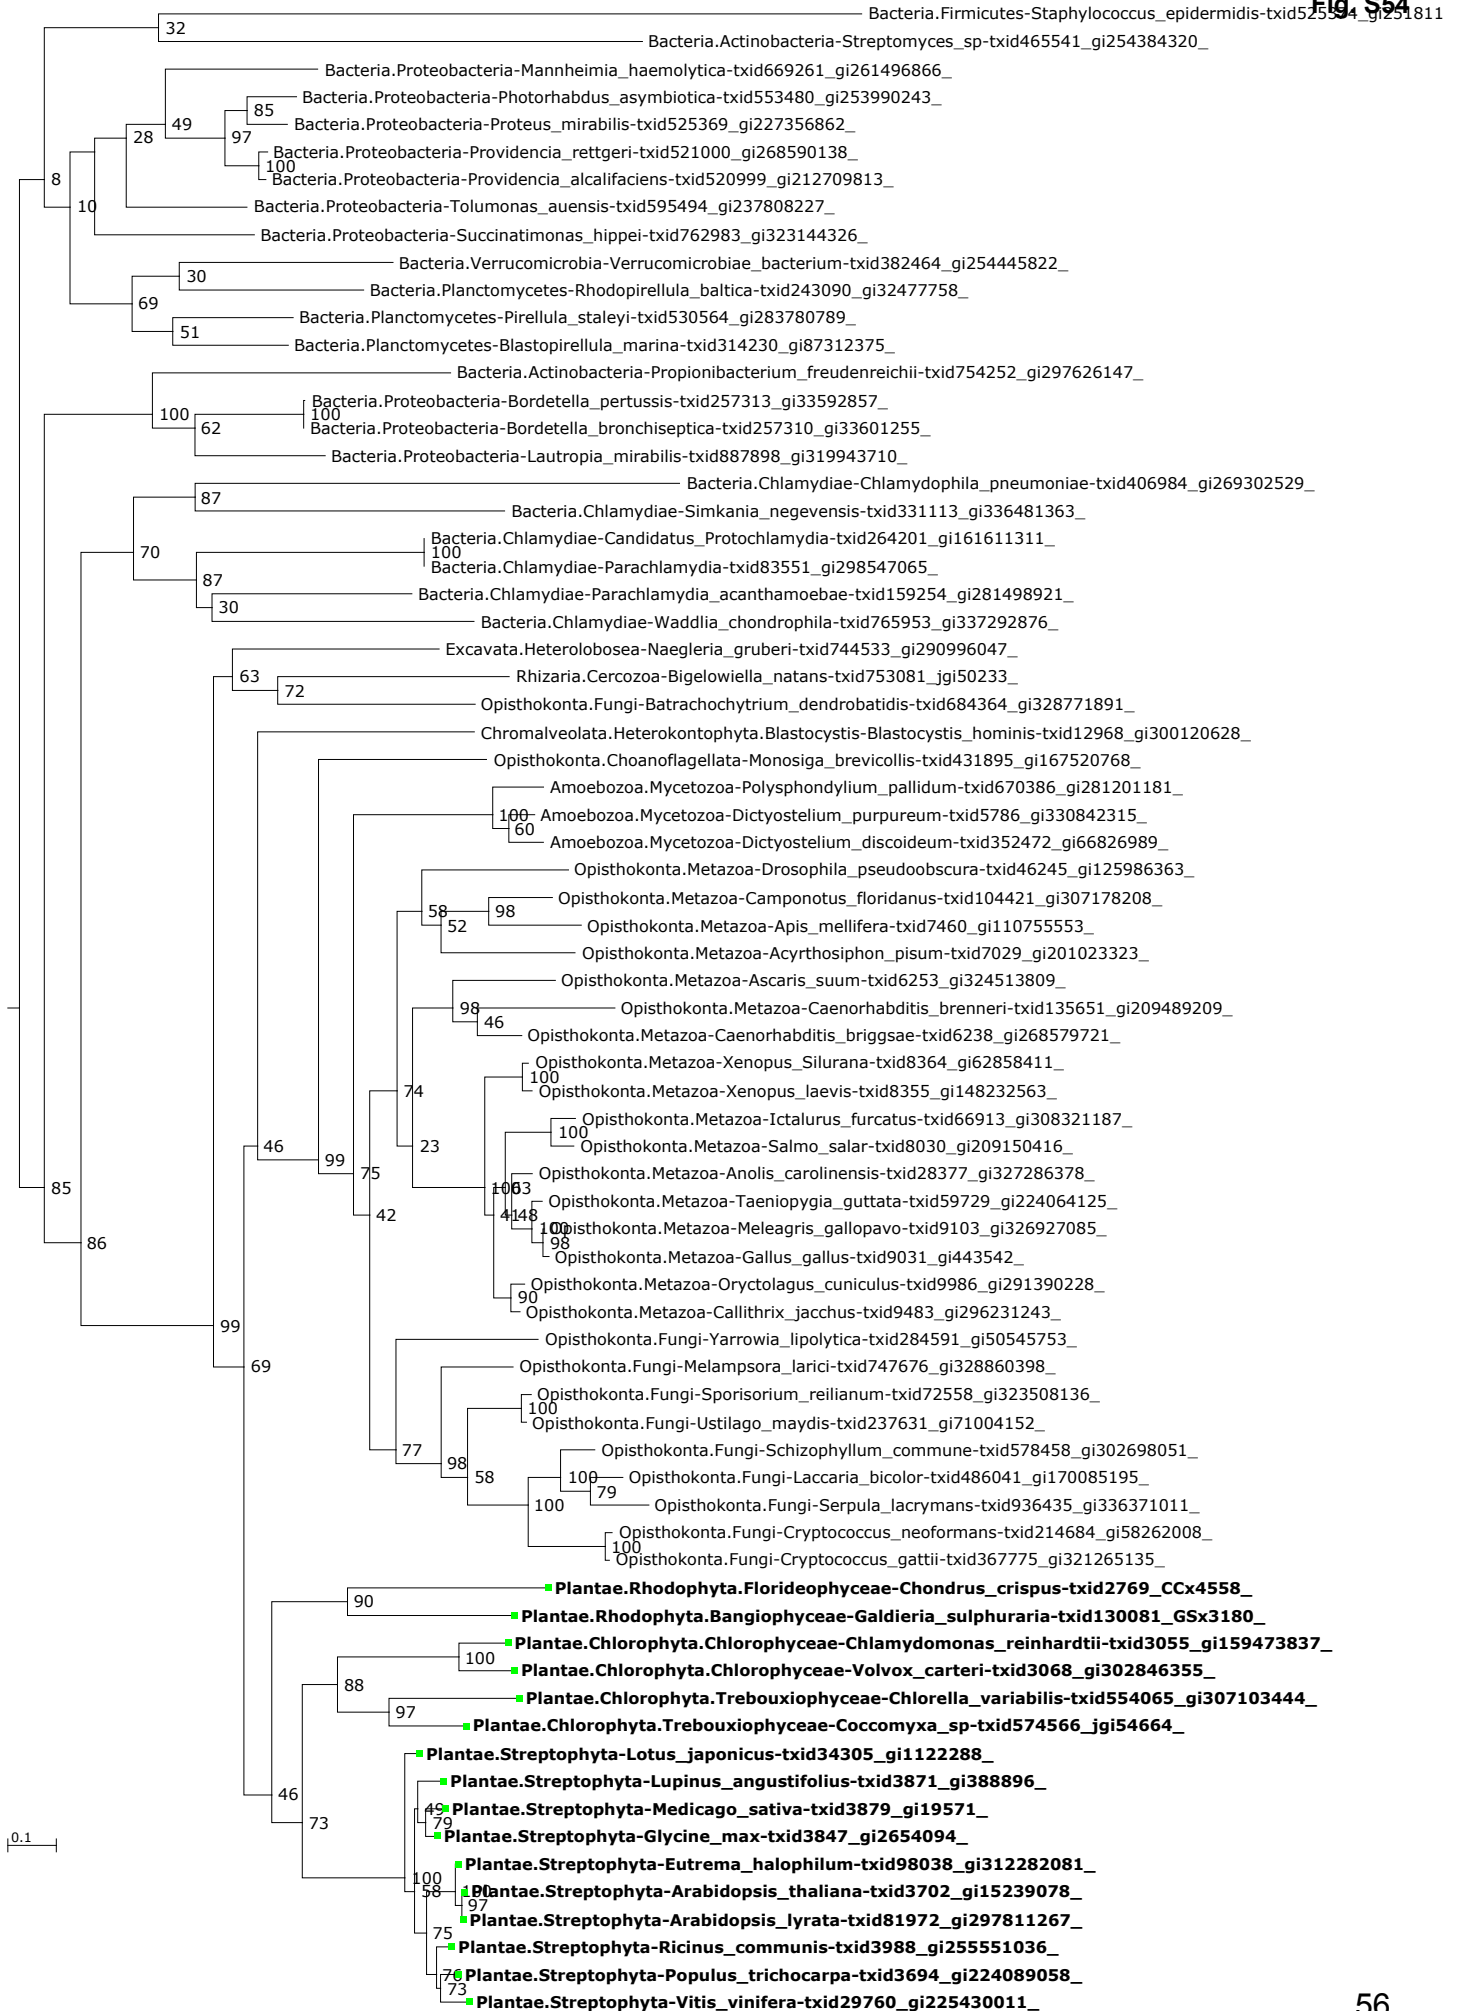 Fig. S54
Bacteria.Firmicutes-Staphylococcus_epidermidis-txid525374_gi251811
32
Bacteria.Actinobacteria-Streptomyces_sp-txid465541_gi254384320_
Bacteria.Proteobacteria-Mannheimia_haemolytica-txid669261_gi261496866_
Bacteria.Proteobacteria-Photorhabdus_asymbiotica-txid553480_gi253990243_
85
49
Bacteria.Proteobacteria-Proteus_mirabilis-txid525369_gi227356862_
28
97
Bacteria.Proteobacteria-Providencia_rettgeri-txid521000_gi268590138_
100
8
Bacteria.Proteobacteria-Providencia_alcalifaciens-txid520999_gi212709813_
10
Bacteria.Proteobacteria-Tolumonas_auensis-txid595494_gi237808227_
Bacteria.Proteobacteria-Succinatimonas_hippei-txid762983_gi323144326_
Bacteria.Verrucomicrobia-Verrucomicrobiae_bacterium-txid382464_gi254445822_
30
Bacteria.Planctomycetes-Rhodopirellula_baltica-txid243090_gi32477758_
69
Bacteria.Planctomycetes-Pirellula_staleyi-txid530564_gi283780789_
51
Bacteria.Planctomycetes-Blastopirellula_marina-txid314230_gi87312375_
Bacteria.Actinobacteria-Propionibacterium_freudenreichii-txid754252_gi297626147_
Bacteria.Proteobacteria-Bordetella_pertussis-txid257313_gi33592857_
100
100
62
Bacteria.Proteobacteria-Bordetella_bronchiseptica-txid257310_gi33601255_
Bacteria.Proteobacteria-Lautropia_mirabilis-txid887898_gi319943710_
Bacteria.Chlamydiae-Chlamydophila_pneumoniae-txid406984_gi269302529_
87
Bacteria.Chlamydiae-Simkania_negevensis-txid331113_gi336481363_
Bacteria.Chlamydiae-Candidatus_Protochlamydia-txid264201_gi161611311_
70
100
Bacteria.Chlamydiae-Parachlamydia-txid83551_gi298547065_
87
Bacteria.Chlamydiae-Parachlamydia_acanthamoebae-txid159254_gi281498921_
30
Bacteria.Chlamydiae-Waddlia_chondrophila-txid765953_gi337292876_
Excavata.Heterolobosea-Naegleria_gruberi-txid744533_gi290996047_
63
Rhizaria.Cercozoa-Bigelowiella_natans-txid753081_jgi50233_
72
Opisthokonta.Fungi-Batrachochytrium_dendrobatidis-txid684364_gi328771891_
Chromalveolata.Heterokontophyta.Blastocystis-Blastocystis_hominis-txid12968_gi300120628_
Opisthokonta.Choanoflagellata-Monosiga_brevicollis-txid431895_gi167520768_
Amoebozoa.Mycetozoa-Polysphondylium_pallidum-txid670386_gi281201181_
100
Amoebozoa.Mycetozoa-Dictyostelium_purpureum-txid5786_gi330842315_
60
Amoebozoa.Mycetozoa-Dictyostelium_discoideum-txid352472_gi66826989_
Opisthokonta.Metazoa-Drosophila_pseudoobscura-txid46245_gi125986363_
Opisthokonta.Metazoa-Camponotus_floridanus-txid104421_gi307178208_
58
98
52
Opisthokonta.Metazoa-Apis_mellifera-txid7460_gi110755553_
Opisthokonta.Metazoa-Acyrthosiphon_pisum-txid7029_gi201023323_
Opisthokonta.Metazoa-Ascaris_suum-txid6253_gi324513809_
98
Opisthokonta.Metazoa-Caenorhabditis_brenneri-txid135651_gi209489209_
46
Opisthokonta.Metazoa-Caenorhabditis_briggsae-txid6238_gi268579721_
Opisthokonta.Metazoa-Xenopus_Silurana-txid8364_gi62858411_
100
74
Opisthokonta.Metazoa-Xenopus_laevis-txid8355_gi148232563_
Opisthokonta.Metazoa-Ictalurus_furcatus-txid66913_gi308321187_
100
46
23
Opisthokonta.Metazoa-Salmo_salar-txid8030_gi209150416_
99
75
Opisthokonta.Metazoa-Anolis_carolinensis-txid28377_gi327286378_
85
100
63
Opisthokonta.Metazoa-Taeniopygia_guttata-txid59729_gi224064125_
42
41
48
Opisthokonta.Metazoa-Meleagris_gallopavo-txid9103_gi326927085_
100
86
98
Opisthokonta.Metazoa-Gallus_gallus-txid9031_gi443542_
Opisthokonta.Metazoa-Oryctolagus_cuniculus-txid9986_gi291390228_
90
Opisthokonta.Metazoa-Callithrix_jacchus-txid9483_gi296231243_
99
Opisthokonta.Fungi-Yarrowia_lipolytica-txid284591_gi50545753_
69
Opisthokonta.Fungi-Melampsora_larici-txid747676_gi328860398_
Opisthokonta.Fungi-Sporisorium_reilianum-txid72558_gi323508136_
100
Opisthokonta.Fungi-Ustilago_maydis-txid237631_gi71004152_
77
Opisthokonta.Fungi-Schizophyllum_commune-txid578458_gi302698051_
98
58
100
Opisthokonta.Fungi-Laccaria_bicolor-txid486041_gi170085195_
79
100
Opisthokonta.Fungi-Serpula_lacrymans-txid936435_gi336371011_
Opisthokonta.Fungi-Cryptococcus_neoformans-txid214684_gi58262008_
100
Opisthokonta.Fungi-Cryptococcus_gattii-txid367775_gi321265135_
Plantae.Rhodophyta.Florideophyceae-Chondrus_crispus-txid2769_CCx4558_
90
Plantae.Rhodophyta.Bangiophyceae-Galdieria_sulphuraria-txid130081_GSx3180_
Plantae.Chlorophyta.Chlorophyceae-Chlamydomonas_reinhardtii-txid3055_gi159473837_
100
Plantae.Chlorophyta.Chlorophyceae-Volvox_carteri-txid3068_gi302846355_
88
Plantae.Chlorophyta.Trebouxiophyceae-Chlorella_variabilis-txid554065_gi307103444_
97
Plantae.Chlorophyta.Trebouxiophyceae-Coccomyxa_sp-txid574566_jgi54664_
Plantae.Streptophyta-Lotus_japonicus-txid34305_gi1122288_
Plantae.Streptophyta-Lupinus_angustifolius-txid3871_gi388896_
46
49
Plantae.Streptophyta-Medicago_sativa-txid3879_gi19571_
73
79
Plantae.Streptophyta-Glycine_max-txid3847_gi2654094_
0.1
Plantae.Streptophyta-Eutrema_halophilum-txid98038_gi312282081_
100
58
100
Plantae.Streptophyta-Arabidopsis_thaliana-txid3702_gi15239078_
97
Plantae.Streptophyta-Arabidopsis_lyrata-txid81972_gi297811267_
75
Plantae.Streptophyta-Ricinus_communis-txid3988_gi255551036_
76
Plantae.Streptophyta-Populus_trichocarpa-txid3694_gi224089058_
73
Plantae.Streptophyta-Vitis_vinifera-txid29760_gi225430011_
56